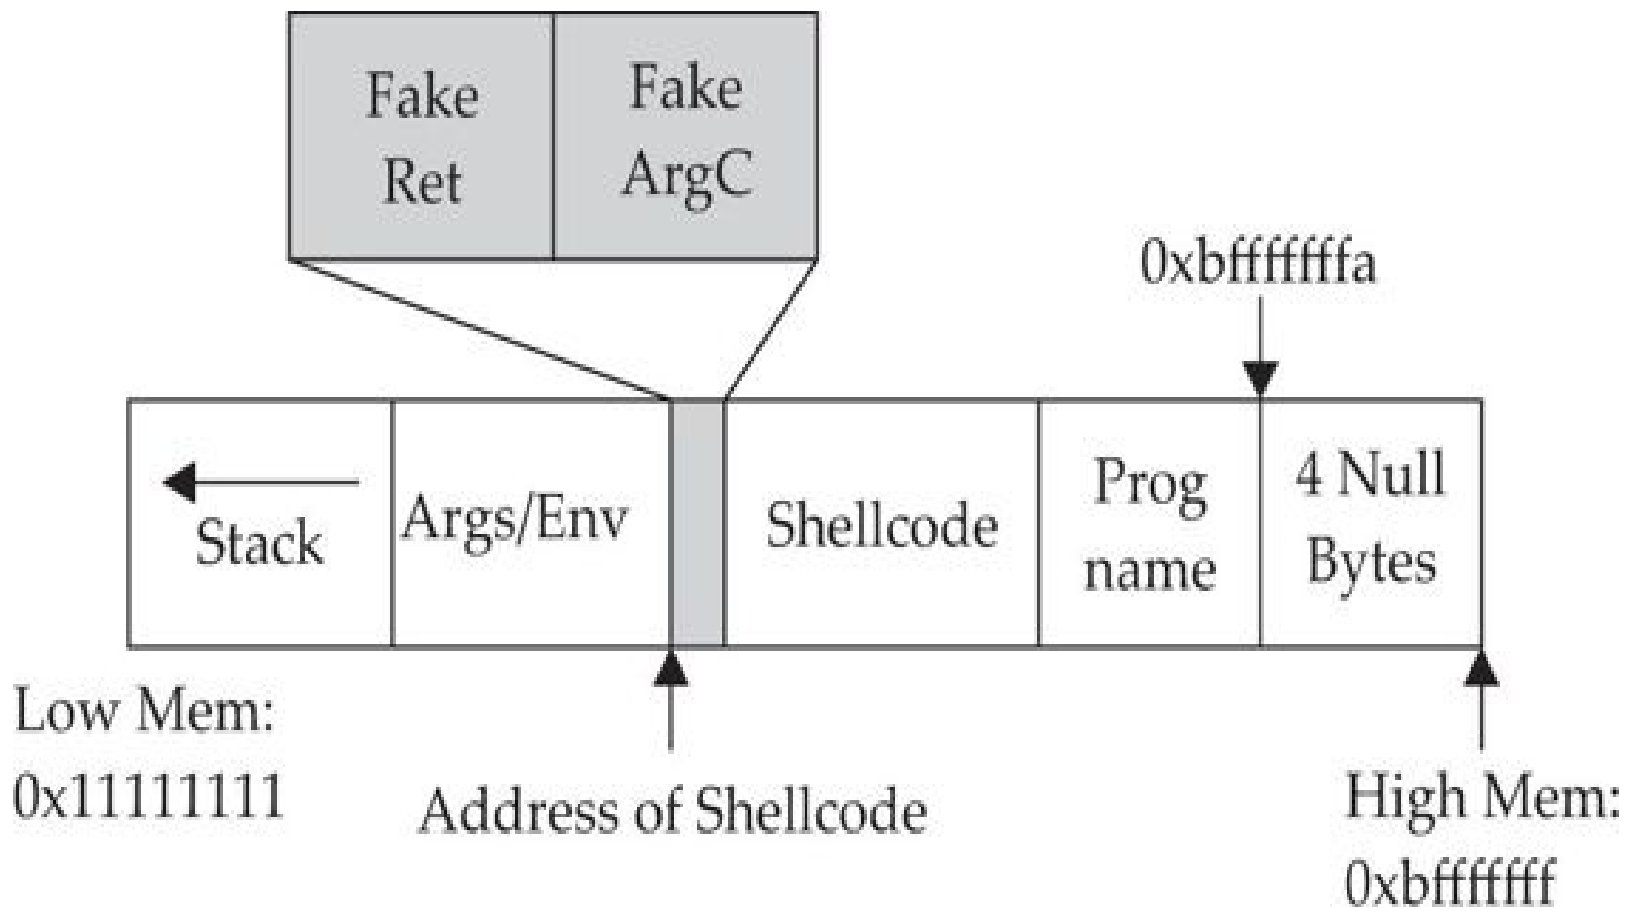 Fake
Ret
Fake
ArgC
0xbfffffffa
Stack
Args/Env
Shellcode
Prog
name
4 Null
Bytes
Low Mem:
0x11111111
Address of Shellcode
High Mem:
0xbfffffff